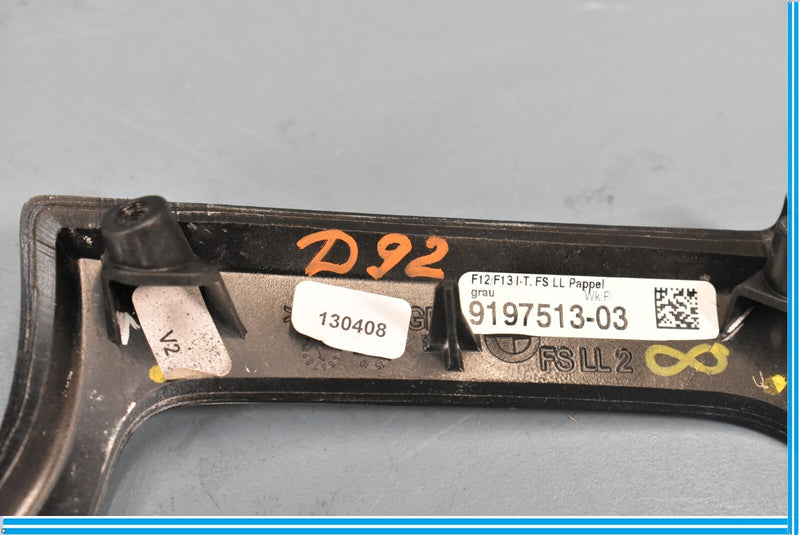 D92
F12/F13 I-T. FS LL Pappel
grau
Wk:P
9197513-03
130408
V2
FS LL 2